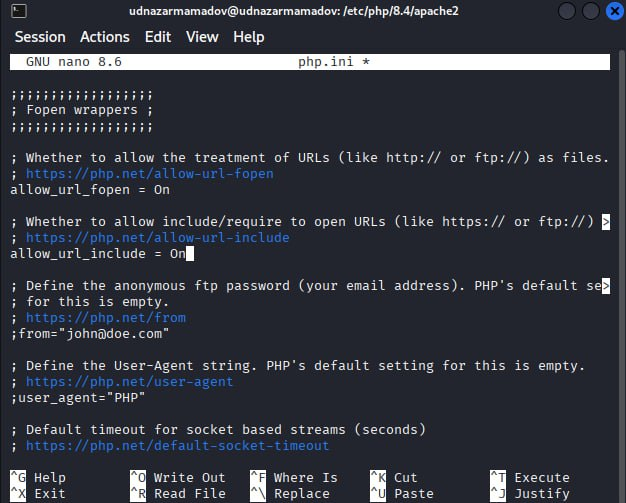 udnazarmamadov@udnazarmamadov: /etc/php/8.4/apache2
Session Actions Edit View Help
GNU nano 8.6 php.ini *
;;;;;;;;;;;;;;;;;;
; Fopen wrappers ;
;;;;;;;;;;;;;;;;;;
; Whether to allow the treatment of URLs (like http:// or ftp://) as files.
; https://php.net/allow-url-fopen
allow_url_fopen = On
; Whether to allow include/require to open URLs (like https:// or ftp://) >
; https://php.net/allow-url-include
allow_url_include = On
; Define the anonymous ftp password (your email address). PHP's default se>
; for this is empty.
; https://php.net/from
;from="john@doe.com"
; Define the User-Agent string. PHP's default setting for this is empty.
; https://php.net/user-agent
;user_agent="PHP"
; Default timeout for socket based streams (seconds)
; https://php.net/default-socket-timeout
^G Help ^O Write Out ^F Where Is ^K Cut ^T Execute
^X Exit ^R Read File ^\ Replace ^U Paste ^J Justify